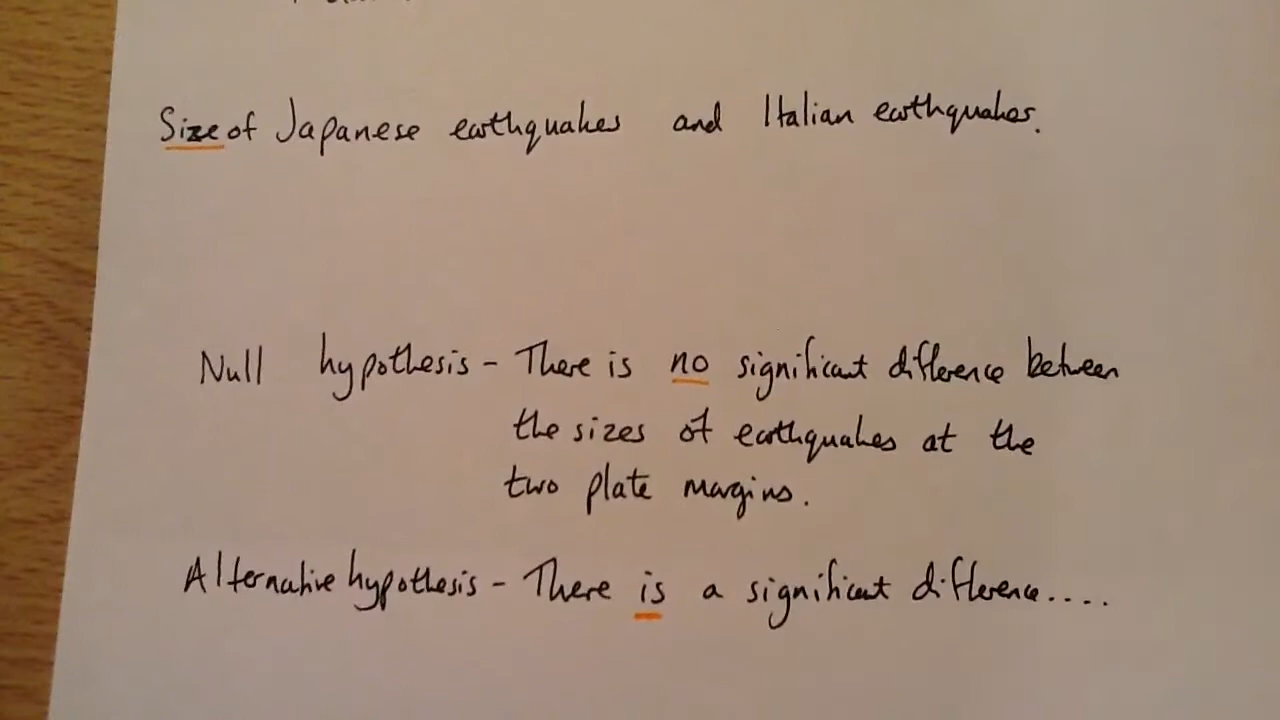 Size of Japanese earthquakes and Italian earthquakes.
Null hypothesis - There is no significant difference between
the sizes of earthquakes at the
two plate margins.
Alternative hypothesis - There is a significant difference....